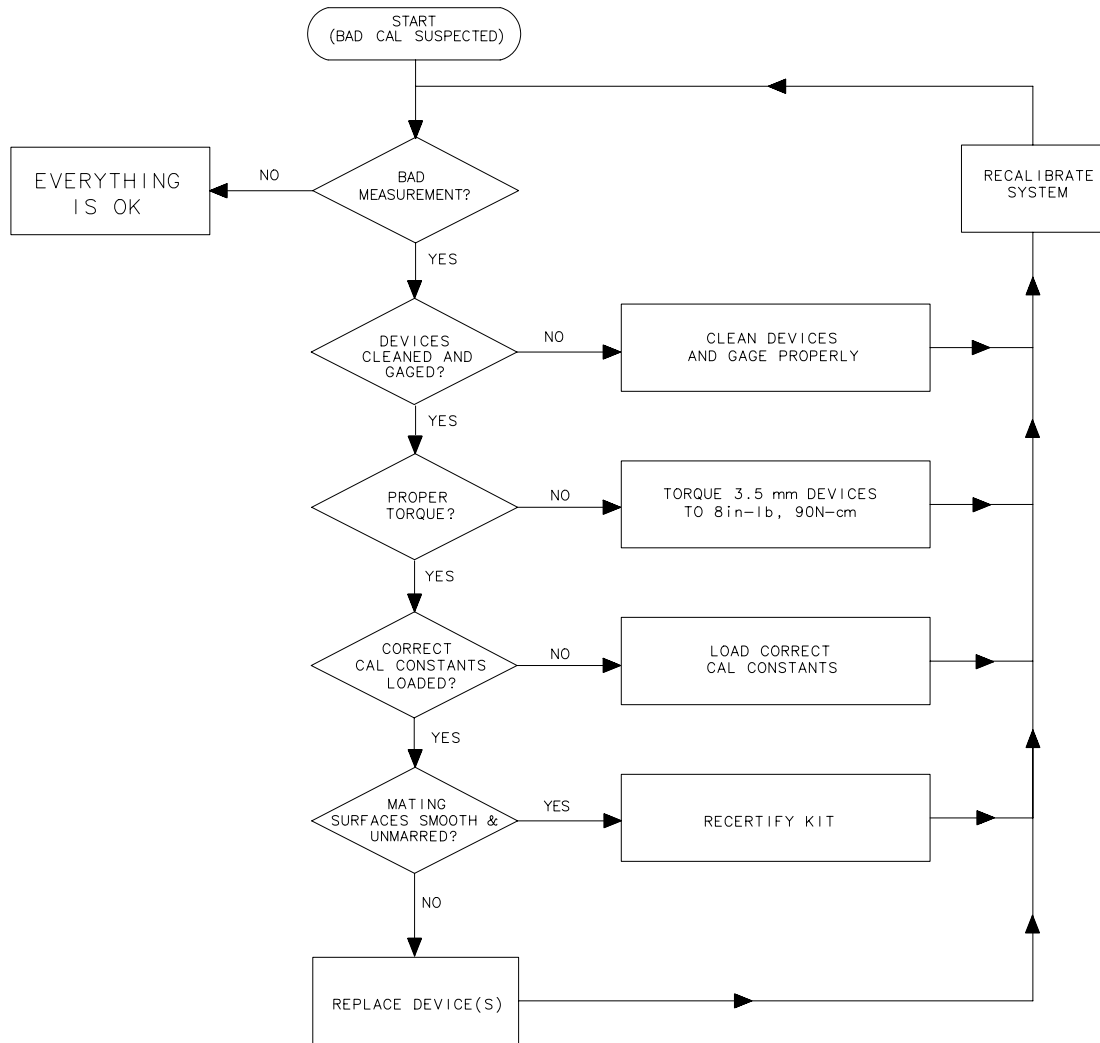 START
(BAD CAL SUSPECTED)
BAD
MEASUREMENT?
NO
EVERYTHING
IS OK
RECALIBRATE
SYSTEM
YES
DEVICES
CLEANED AND
GAGED?
NO
CLEAN DEVICES
AND GAGE PROPERLY
YES
PROPER
TORQUE?
NO
TORQUE 3.5 mm DEVICES
TO 8in-lb, 90N-cm
YES
CORRECT
CAL CONSTANTS
LOADED?
NO
LOAD CORRECT
CAL CONSTANTS
YES
MATING
SURFACES SMOOTH &
UNMARRED?
YES
RECERTIFY KIT
NO
REPLACE DEVICE(S)